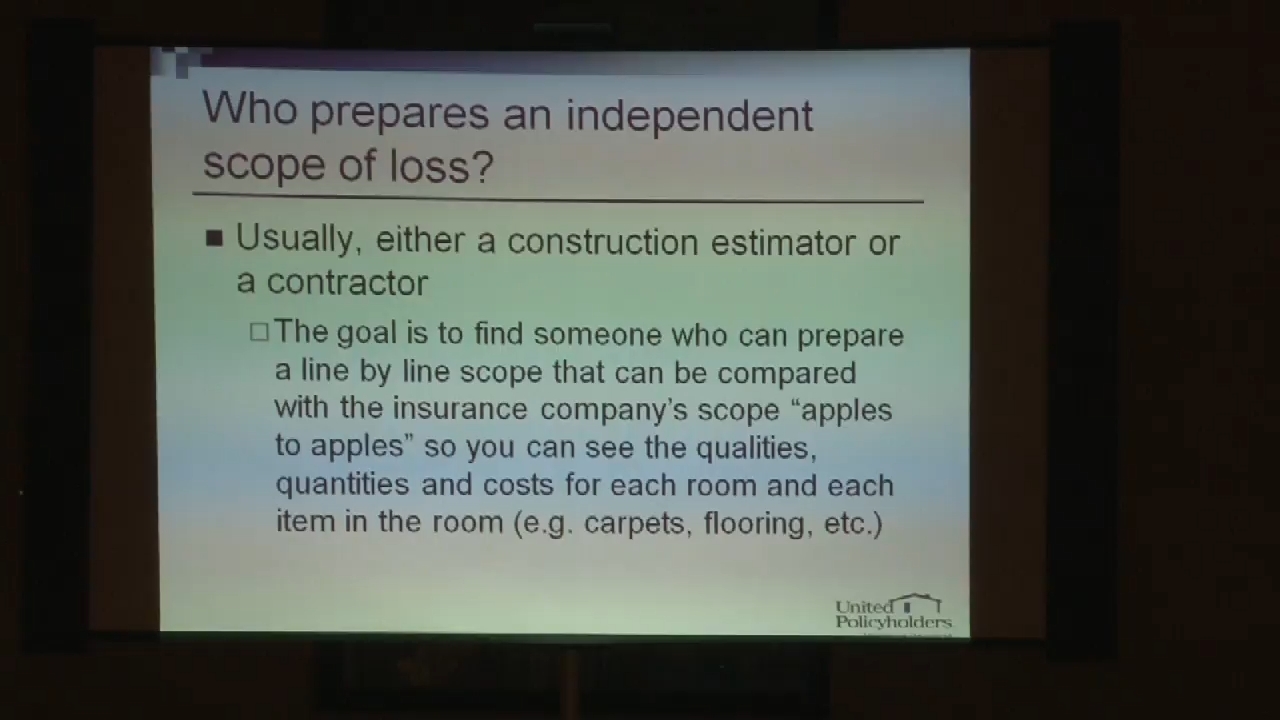 Who prepares an independent
scope of loss?
Usually, either a construction estimator or
a contractor
The goal is to find someone who can prepare
a line by line scope that can be compared
with the insurance company's scope “apples
to apples” so you can see the qualities,
quantities and costs for each room and each
item in the room (e.g. carpets, flooring, etc.)
United
Policyholders